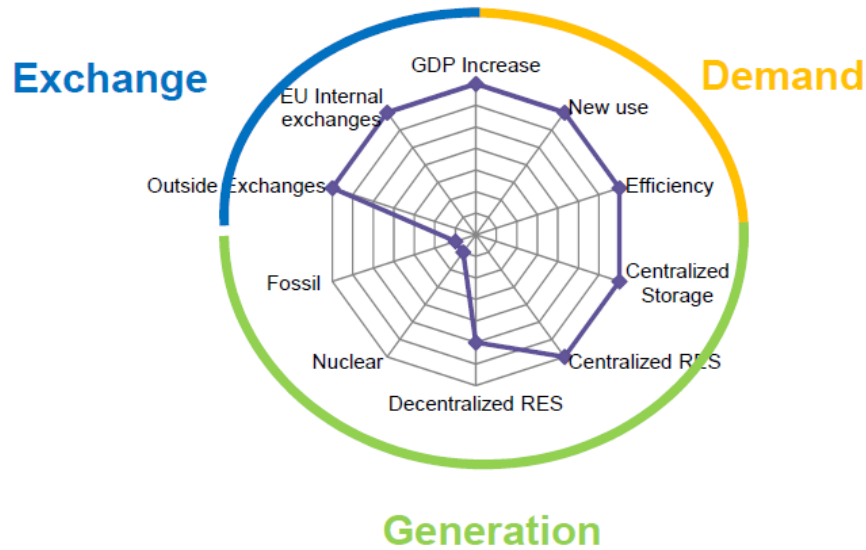 GDP Increase
Exchange
Demand
EU Internal
exchanges
New use
Outside Exchanges
Efficiency
Centralized
Storage
Fossil
Nuclear
Centralized RES
Decentralized RES
Generation